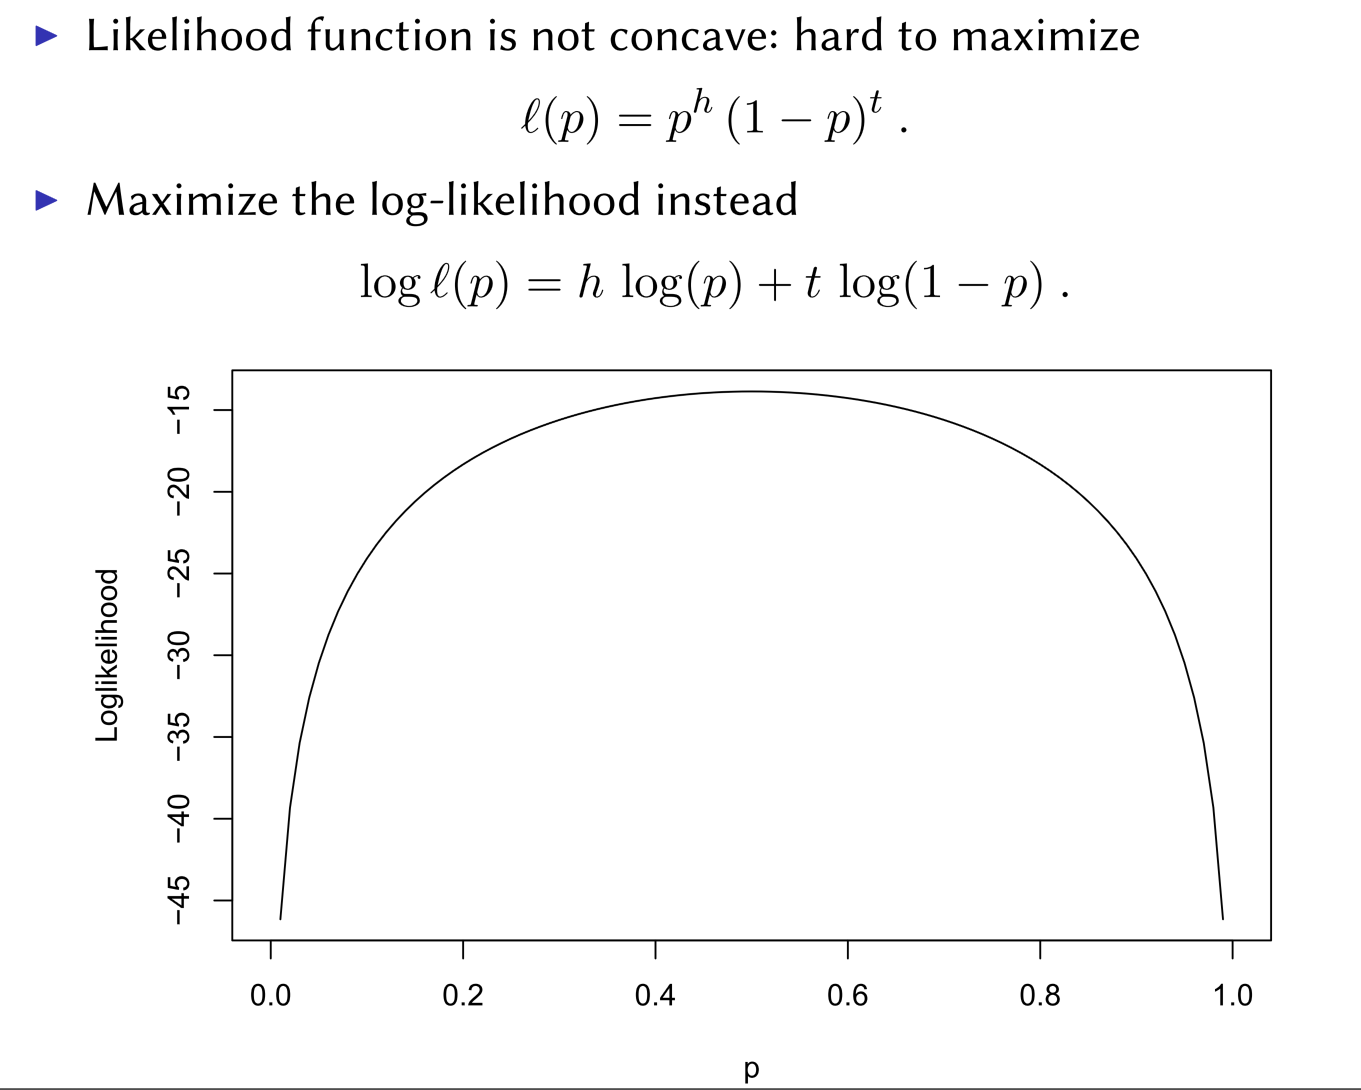 ▶ Likelihood function is not concave: hard to maximize
ℓ(p) = p^h (1 − p)^t .
▶ Maximize the log-likelihood instead
log ℓ(p) = h log(p) + t log(1 − p) .
−15
−20
−25
−30
−35
−40
−45
Loglikelihood
0.0 0.2 0.4 0.6 0.8 1.0
p